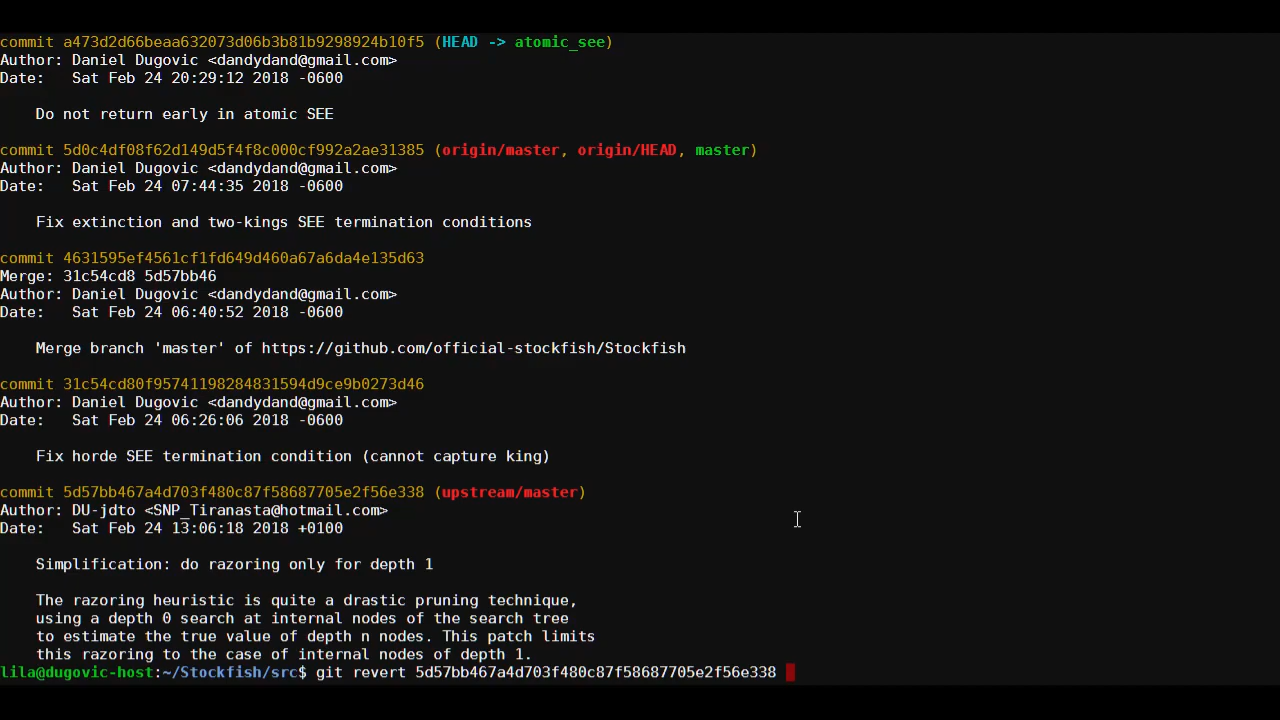 commit a473d2d66beaa632073d06b3b81b9298924b10f5 (HEAD -> atomic_see)
Author: Daniel Dugovic <dandydand@gmail.com>
Date:   Sat Feb 24 20:29:12 2018 -0600
Do not return early in atomic SEE
commit 5d0c4df08f62d149d5f4f8c000cf992a2ae31385 (origin/master, origin/HEAD, master)
Author: Daniel Dugovic <dandydand@gmail.com>
Date:   Sat Feb 24 07:44:35 2018 -0600
Fix extinction and two-kings SEE termination conditions
commit 4631595ef4561cf1fd649d460a67a6da4e135d63
Merge: 31c54cd8 5d57bb46
Author: Daniel Dugovic <dandydand@gmail.com>
Date:   Sat Feb 24 06:40:52 2018 -0600
Merge branch 'master' of https://github.com/official-stockfish/Stockfish
commit 31c54cd80f95741198284831594d9ce9b0273d46
Author: Daniel Dugovic <dandydand@gmail.com>
Date:   Sat Feb 24 06:26:06 2018 -0600
Fix horde SEE termination condition (cannot capture king)
commit 5d57bb467a4d703f480c87f58687705e2f56e338 (upstream/master)
Author: DU-jdto <SNP_Tiranasta@hotmail.com>
Date:   Sat Feb 24 13:06:18 2018 +0100
Simplification: do razoring only for depth 1
The razoring heuristic is quite a drastic pruning technique,
using a depth 0 search at internal nodes of the search tree
to estimate the true value of depth n nodes. This patch limits
this razoring to the case of internal nodes of depth 1.
lila@dugovic-host:~/Stockfish/src$ git revert 5d57bb467a4d703f480c87f58687705e2f56e338